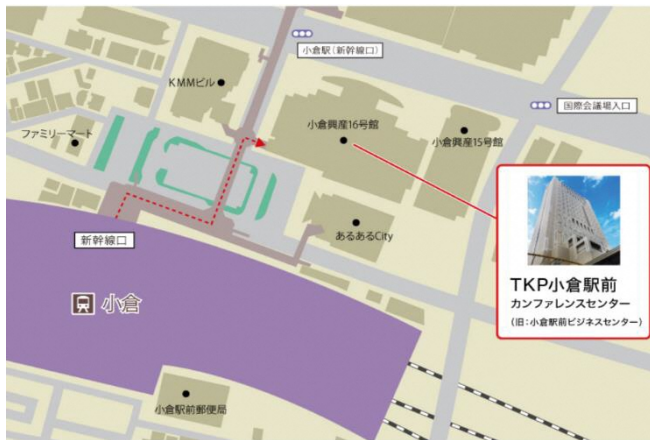 小倉駅(新幹線口)
KMMビル
国際会議場入口
小倉興産16号館
ファミリーマート
小倉興産15号館
あるあるCity
新幹線口
TKP小倉駅前
カンファレンスセンター
(旧:小倉駅前ビジネスセンター)
小倉
小倉駅前郵便局